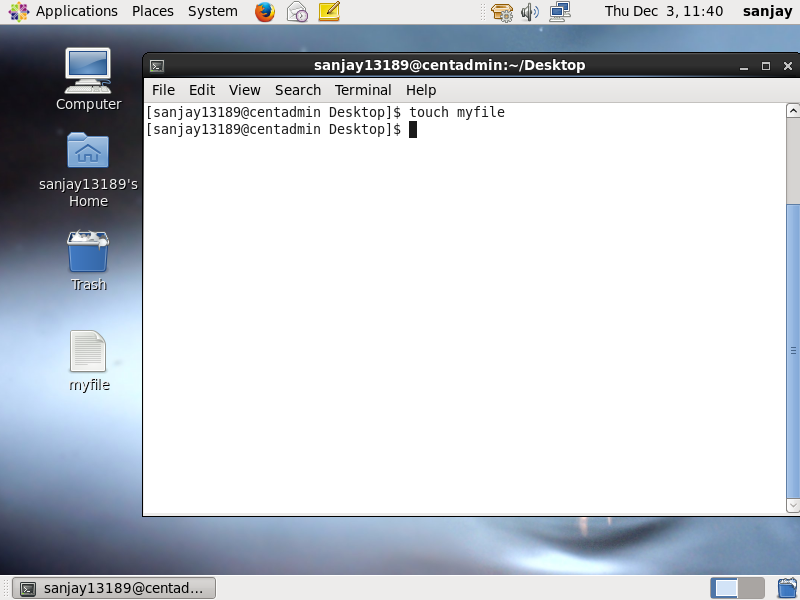 Applications Places System Thu Dec 3, 11:40 sanjay
sanjay13189@centadmin:~/Desktop
File Edit View Search Terminal Help
[sanjay13189@centadmin Desktop]$ touch myfile
[sanjay13189@centadmin Desktop]$
Computer
sanjay13189's
Home
Trash
myfile
sanjay13189@centad...